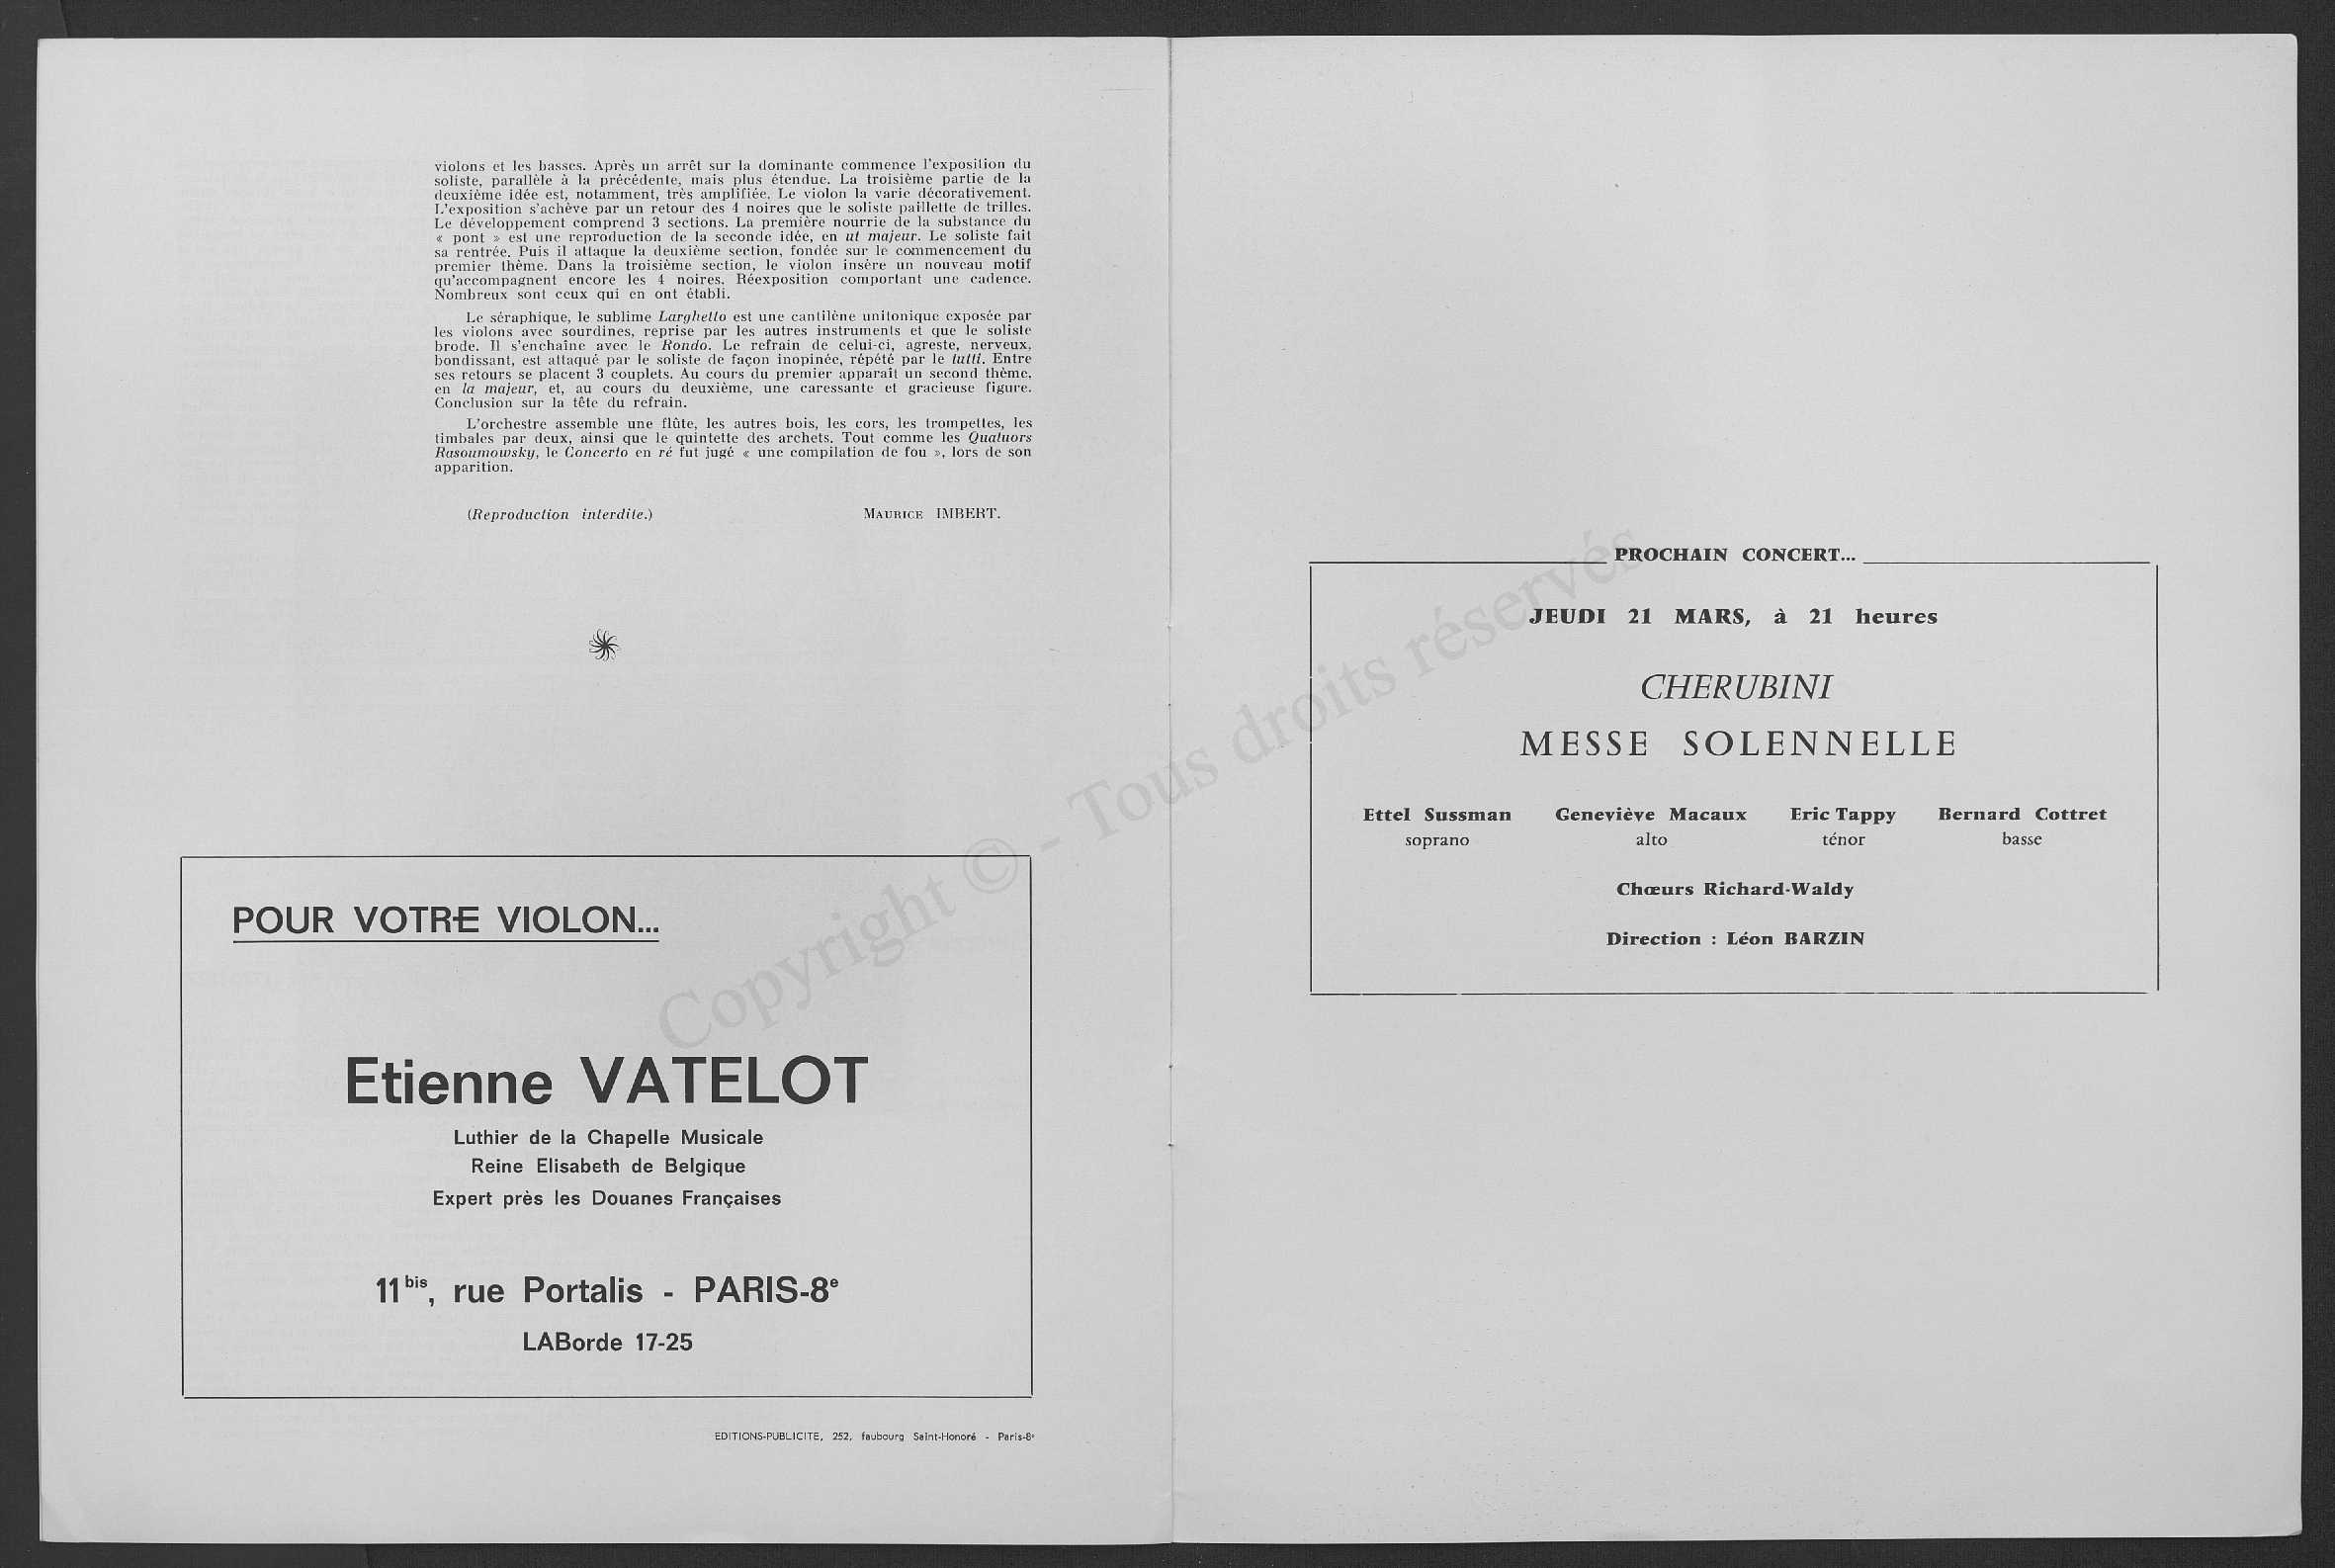 violons et les basses. Après un arrêt sur la dominante commence l'exposition du
soliste, parallèle à la précédente, mais plus étendue. La troisième partie de la
deuxième idée est, notamment, très amplifiée. Le violon la varie décorativement.
L'exposition s'achève par un retour des 4 noires que le soliste paillette de trilles.
Le développement comprend 3 sections. La première nourrie de la substance du
« pont » est une reproduction de la seconde idée, en ut majeur. Le soliste fait
sa rentrée. Puis il attaque la deuxième section, fondée sur le commencement du
premier thème. Dans la troisième section, le violon insère un nouveau motif
qu'accompagnent encore les 4 noires. Réexposition comportant une cadence.
Nombreux sont ceux qui en ont établi.
Le séraphique, le sublime Larghetto est une cantilène unitonique exposée par
les violons avec sourdines, reprise par les autres instruments et que le soliste
brode. Il s'enchaîne avec le Rondo. Le refrain de celui-ci, agreste, nerveux,
bondissant, est attaqué par le soliste de façon inopinée, répété par le tutti. Entre
ses retours se placent 3 couplets. Au cours du premier apparaît un second thème,
en la majeur, et, au cours du deuxième, une caressante et gracieuse figure.
Conclusion sur la tête du refrain.
L'orchestre assemble une flûte, les autres bois, les cors, les trompettes, les
timbales par deux, ainsi que le quintette des archets. Tout comme les Quatuors
Rasoumowsky, le Concerto en ré fut jugé « une compilation de fou », lors de son
apparition.
(Reproduction interdite.) MAURICE IMBERT.
POUR VOTRE VIOLON...
Etienne VATELOT
Luthier de la Chapelle Musicale
Reine Elisabeth de Belgique
Expert près les Douanes Françaises
11bis, rue Portalis - PARIS-8e
LABorde 17-25
EDITIONS-PUBLICITE, 252, faubourg Saint-Honoré - Paris-8e
PROCHAIN CONCERT...
JEUDI 21 MARS, à 21 heures
CHERUBINI
MESSE SOLENNELLE
Ettel Sussman Geneviève Macaux Eric Tappy Bernard Cottret
soprano alto ténor basse
Chœurs Richard-Waldy
Direction : Léon BARZIN
Copyright © - Tous droits réservés